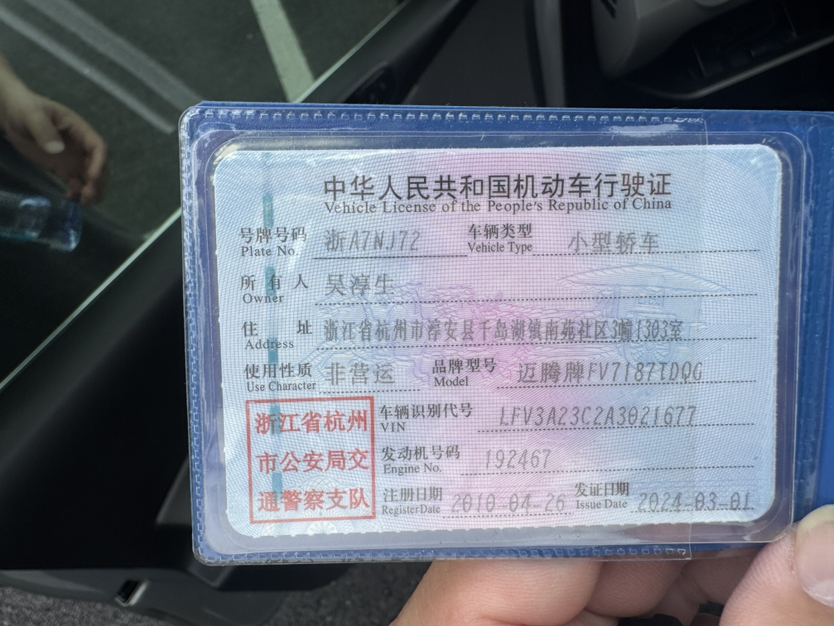 中华人民共和国机动车行驶证
Vehicle License of the People's Republic of China
号牌号码 Plate No. 浙A7NJ72 车辆类型 Vehicle Type 小型轿车
所有人 Owner 吴淳生
住址 Address 浙江省杭州市淳安县千岛湖镇南苑社区3幢1303室
使用性质 Use Character 非营运 品牌型号 Model 迈腾牌FV7187TDQG
浙江省杭州 车辆识别代号 VIN LFV3A23C2A3021677
市公安局交 发动机号码 Engine No. 192467
通警察支队 注册日期 Register Date 2010-04-26 发证日期 Issue Date 2024-03-01